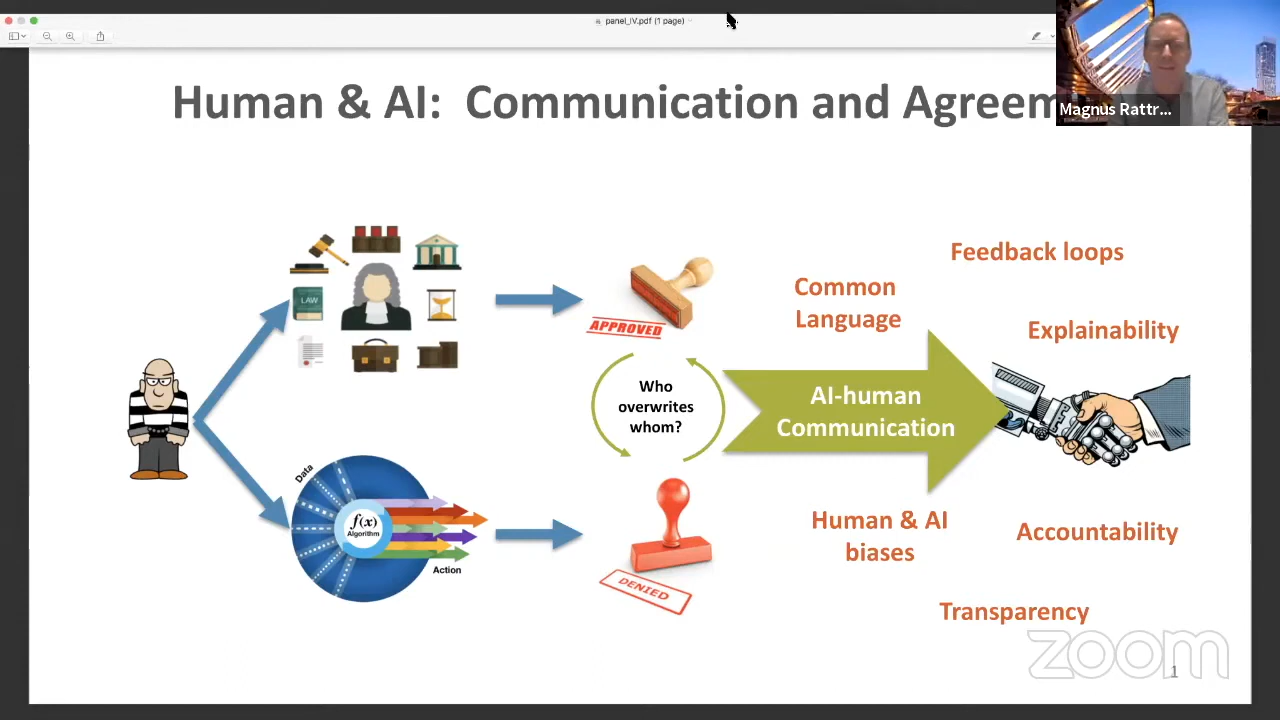 panel_IV.pdf (1 page)
Human & AI: Communication and Agreem
Magnus Rattr...
LAW
APPROVED
Who
overwrites
whom?
Data
f(x)
Algorithm
Action
DENIED
Common
Language
Feedback loops
Explainability
AI-human
Communication
Human & AI
biases
Accountability
Transparency
zoom
1